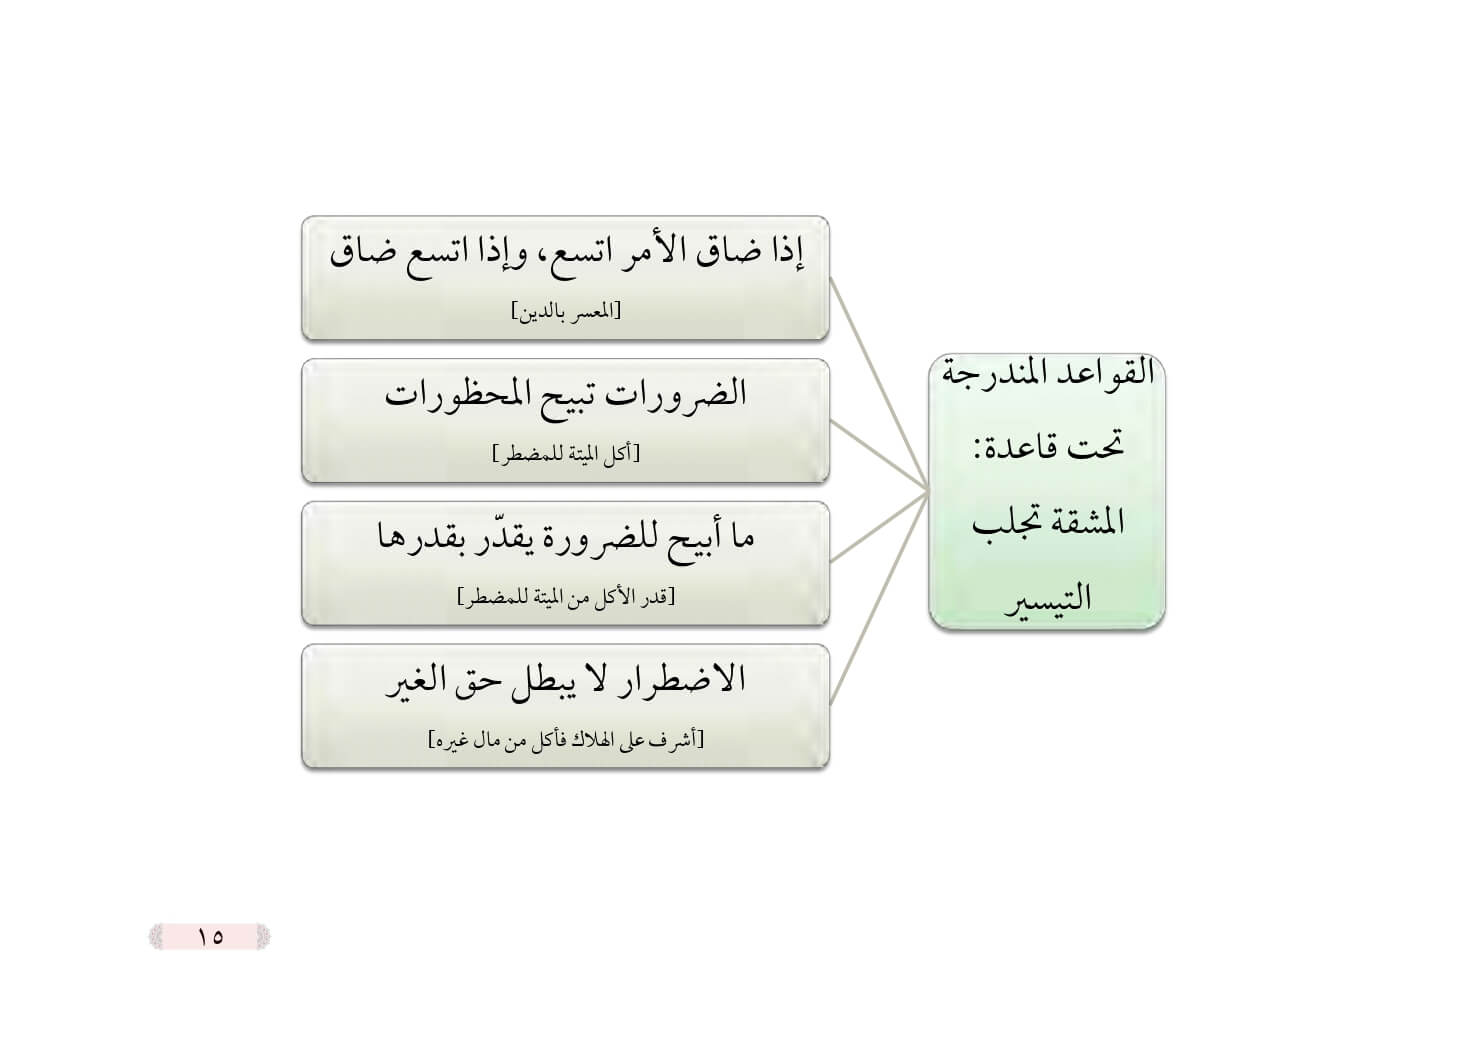 القواعد المندرجة
تحت قاعدة:
المشقة تجلب
التيسير
إذا ضاق الأمر اتسع، وإذا اتسع ضاق
[المعسر بالدين]
الضرورات تبيح المحظورات
[أكل الميتة للمضطر]
ما أبيح للضرورة يقدّر بقدرها
[قدر الأكل من الميتة للمضطر]
الاضطرار لا يبطل حق الغير
[أشرف على الهلاك فأكل من مال غيره]
١٥